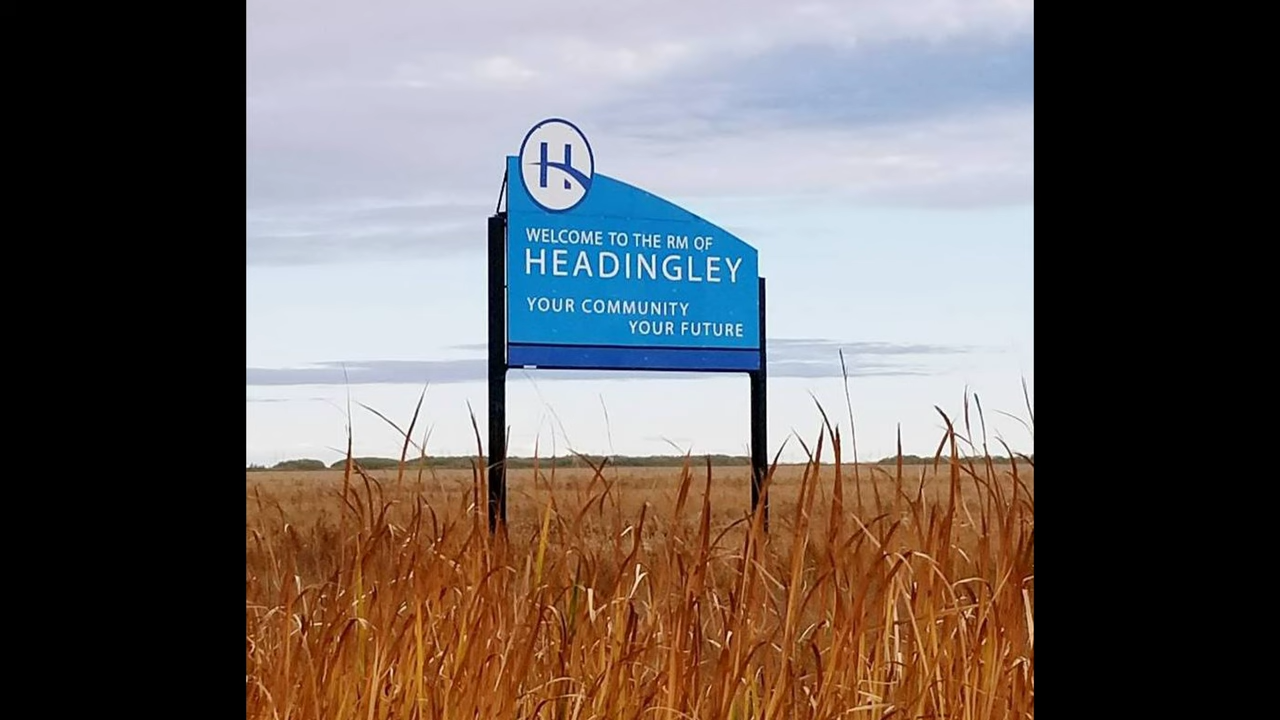 H
WELCOME TO THE RM OF
HEADINGLEY
YOUR COMMUNITY
YOUR FUTURE